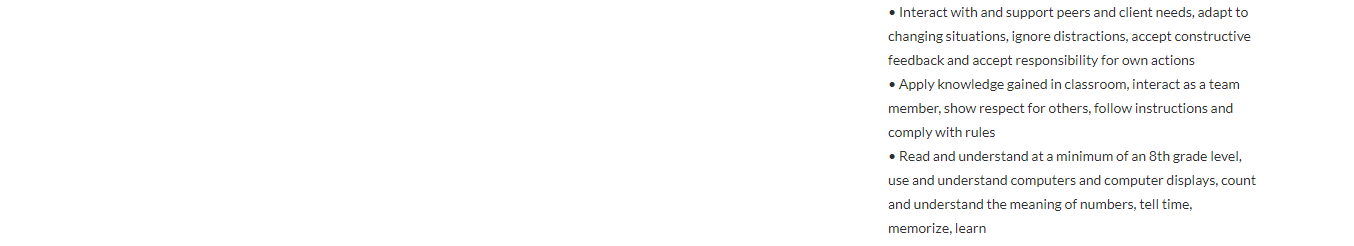 • Interact with and support peers and client needs, adapt to
changing situations, ignore distractions, accept constructive
feedback and accept responsibility for own actions
• Apply knowledge gained in classroom, interact as a team
member, show respect for others, follow instructions and
comply with rules
• Read and understand at a minimum of an 8th grade level,
use and understand computers and computer displays, count
and understand the meaning of numbers, tell time,
memorize, learn